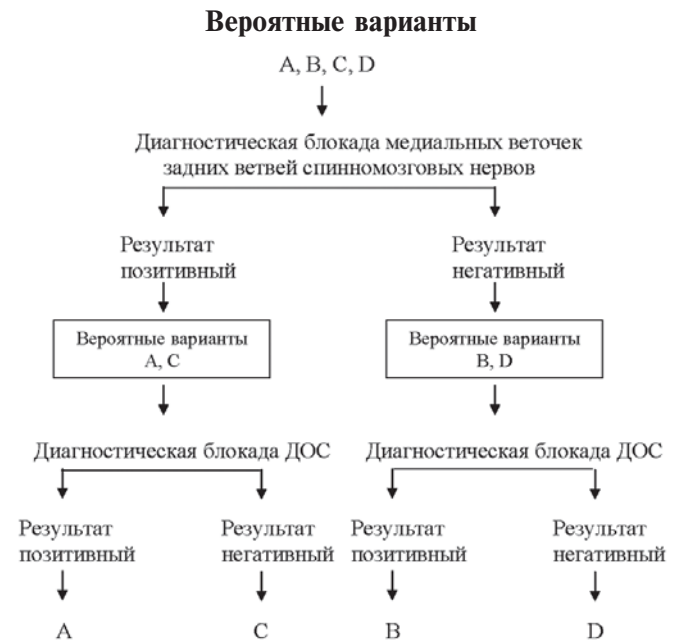 Вероятные варианты
A, B, C, D
Диагностическая блокада медиальных веточек
задних ветвей спинномозговых нервов
Результат
позитивный
Результат
негативный
Вероятные варианты
A, C
Вероятные варианты
B, D
Диагностическая блокада ДОС
Диагностическая блокада ДОС
Результат
позитивный
Результат
негативный
Результат
позитивный
Результат
негативный
A
C
B
D